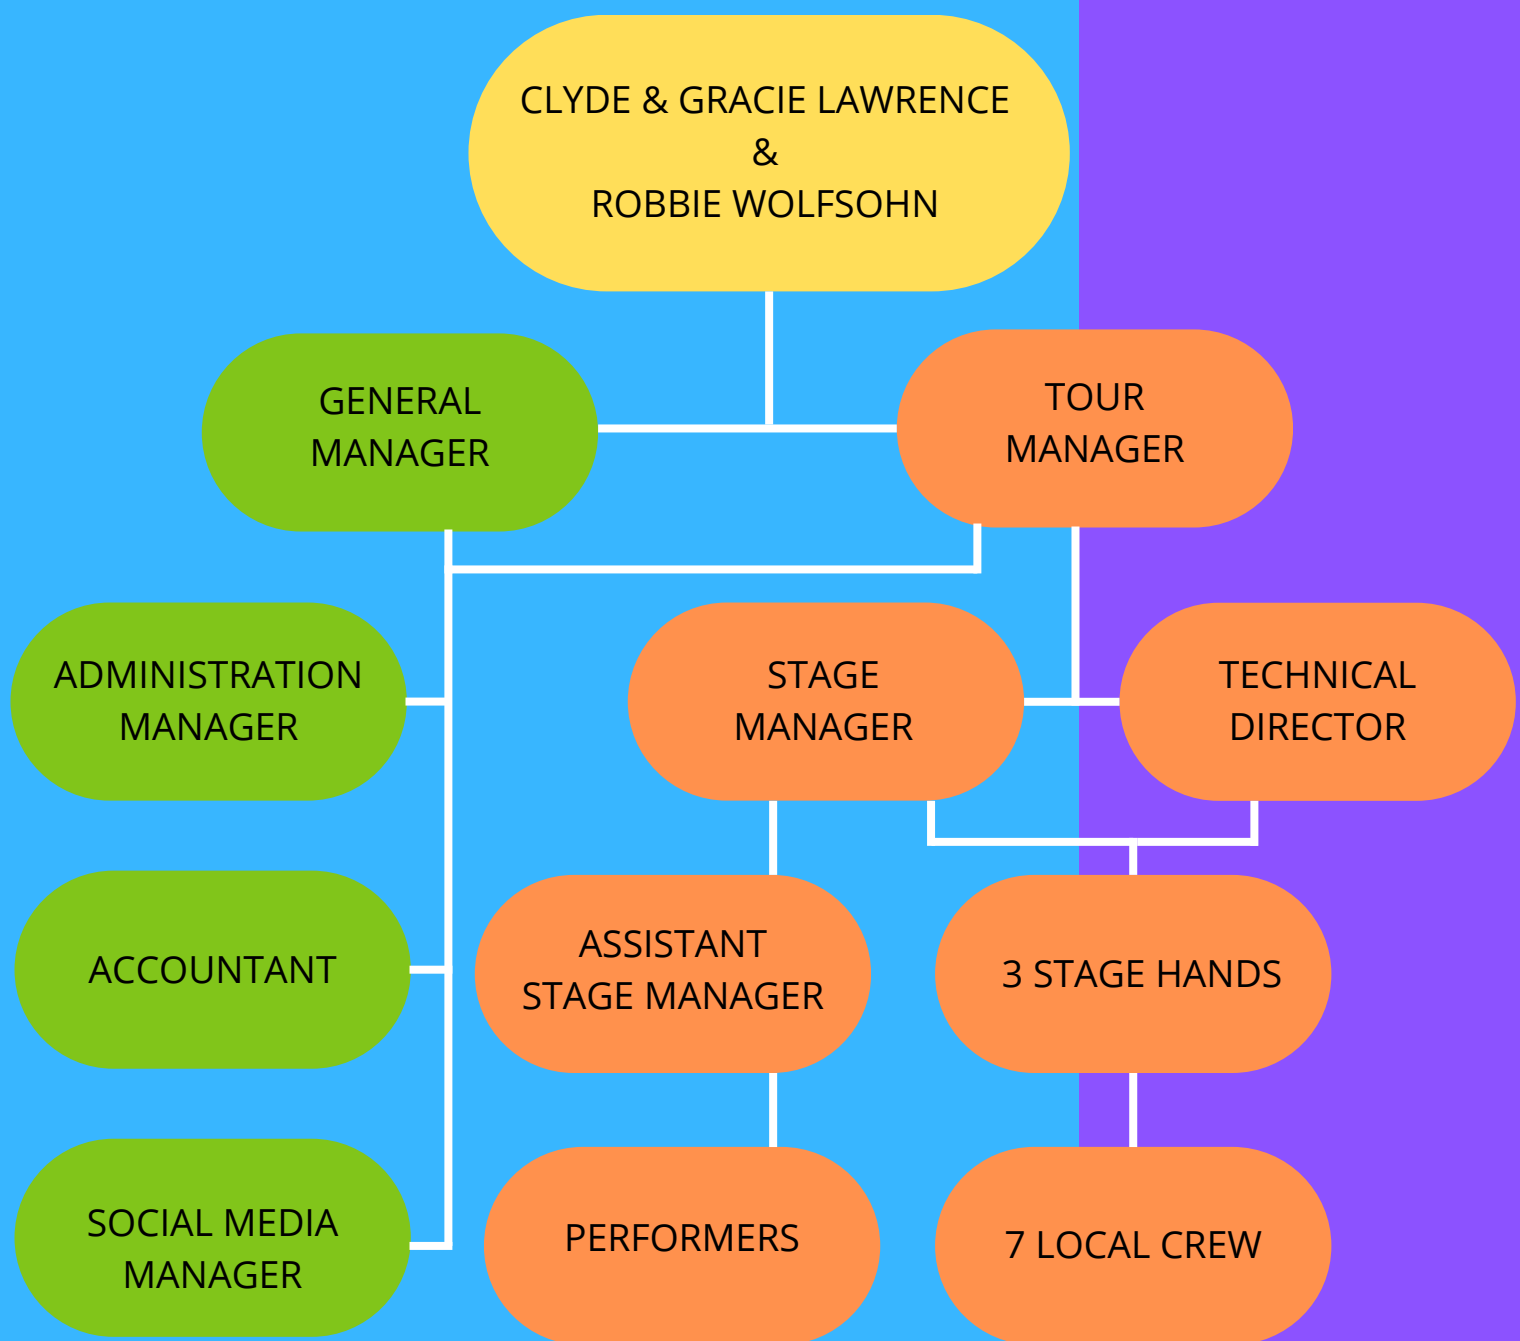 CLYDE & GRACIE LAWRENCE
&
ROBBIE WOLFSOHN
GENERAL
MANAGER
TOUR
MANAGER
ADMINISTRATION
MANAGER
STAGE
MANAGER
TECHNICAL
DIRECTOR
ACCOUNTANT
ASSISTANT
STAGE MANAGER
3 STAGE HANDS
SOCIAL MEDIA
MANAGER
PERFORMERS
7 LOCAL CREW